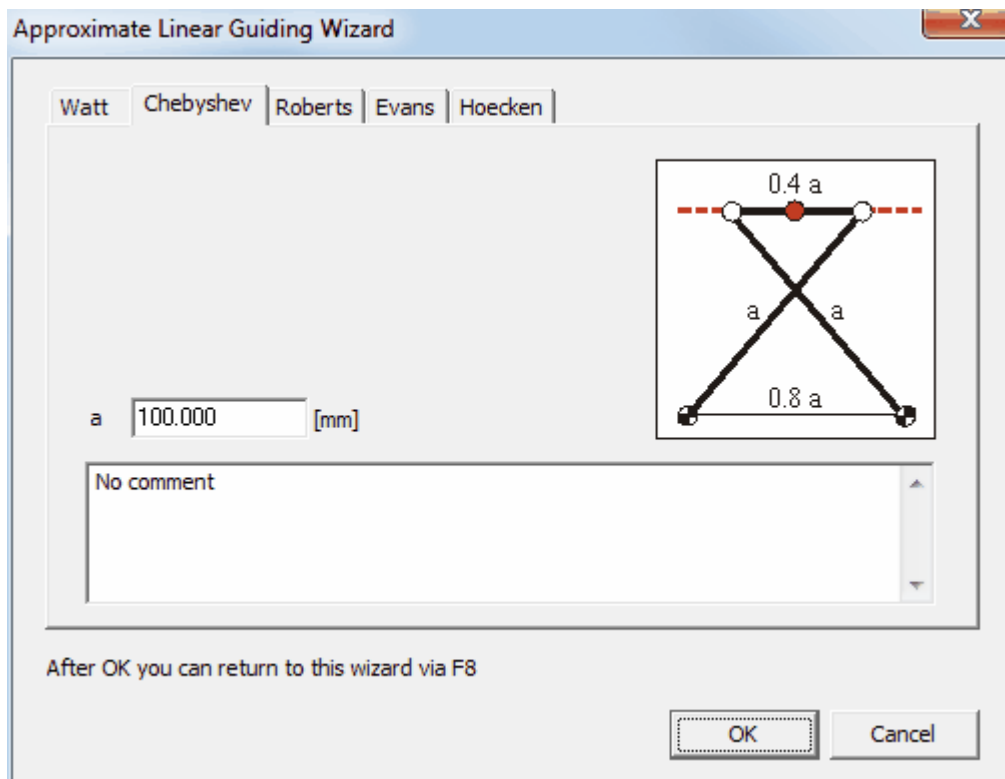 Approximate Linear Guiding Wizard
x
Watt Chebyshev Roberts Evans Hoecken
0.4 a
a a
0.8 a
a 100.000 [mm]
No comment
After OK you can return to this wizard via F8
OK Cancel